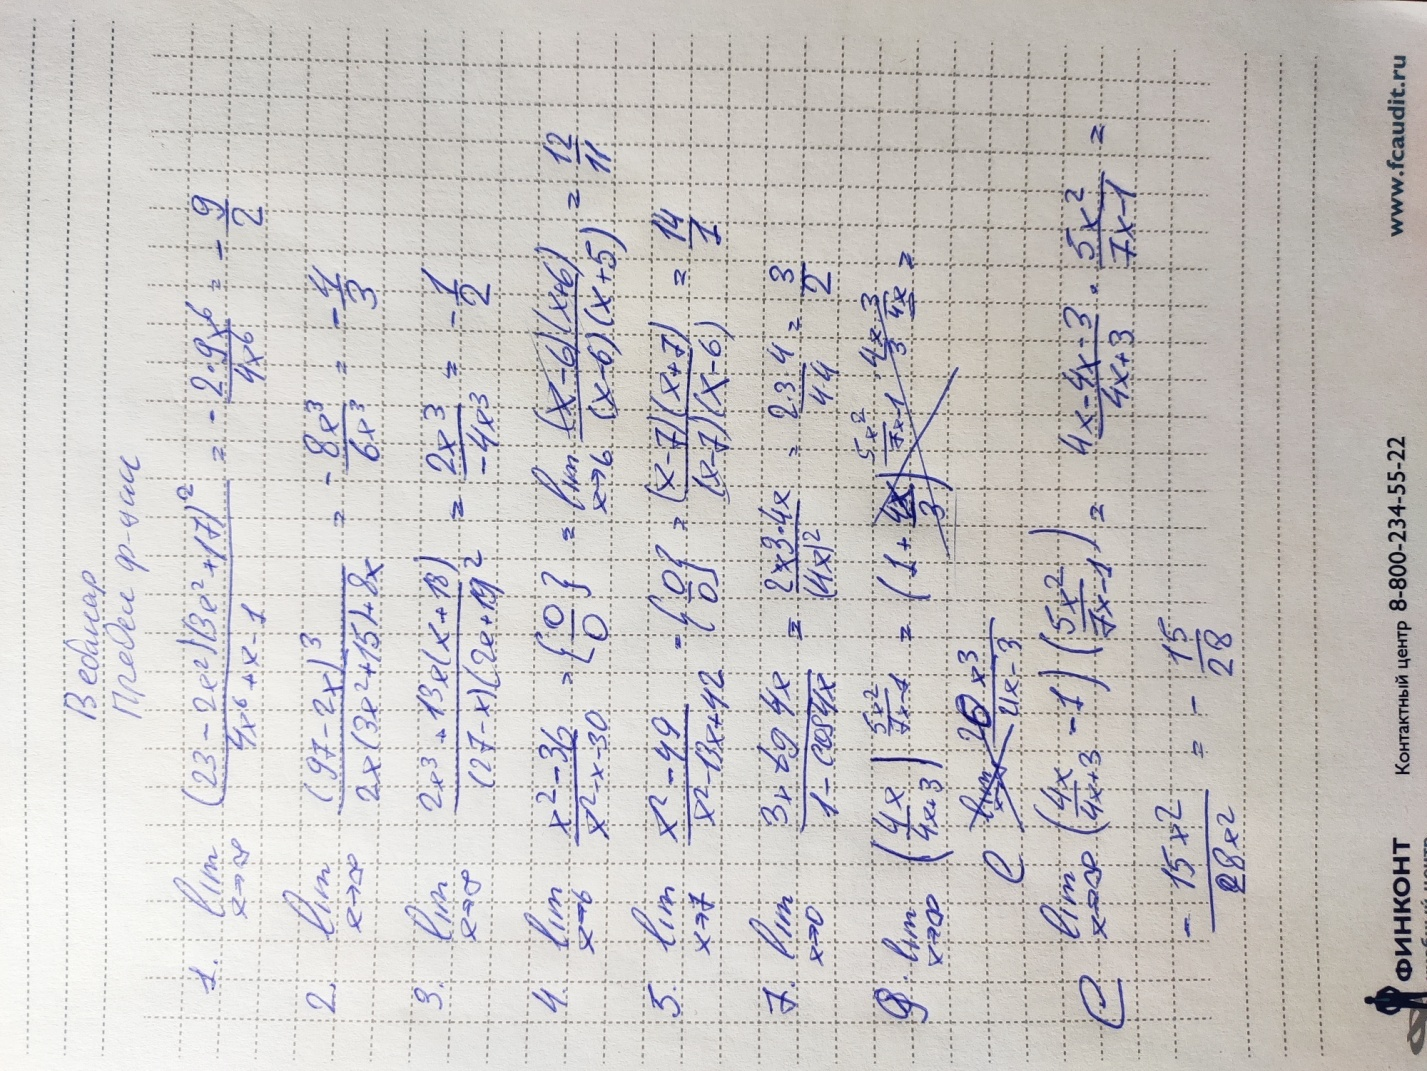 Вебинар
Предел ф-ции
1. lim x→∞ (23-2x²)(3x²+17)² / 4x⁶+x-1 = -2·9x⁶ / 4x⁶ = -9/2
2. lim x→∞ (97-2x)³ / 2x(3x²+15)+8x = -8x³ / 6x³ = -4/3
3. lim x→∞ 2x³+13x(x+18) / (27-x)(2x+19)² = 2x³ / -4x³ = -1/2
4. lim x→6 x²-36 / x²-x-30 = {0/0} = lim x→6 (x-6)(x+6) / (x-6)(x+5) = 12/11
5. lim x→7 x²-49 / x²-13x+42 = {0/0} = (x-7)(x+7) / (x-7)(x-6) = 14/1
7. lim x→0 3x tg 4x / 1-cos4x = 2x3·4x / (4x)² = 2·3·4 / 4·4 = 3/2
8. lim x→∞ (4x / 4x+3)^(5x² / 7x-1) = (1+4x / 3)^(5x² / 7x-1 · 4x / 3 · 3 / 4x) =
e
e^ lim x→∞ (4x / 4x+3 -1)(5x² / 7x-1) = 4x-4x-3 / 4x+3 · 5x² / 7x-1 =
-15x² / 28x² = -15/28
ФИНКОНТ Контактный центр 8-800-234-55-22 www.fcaudit.ru